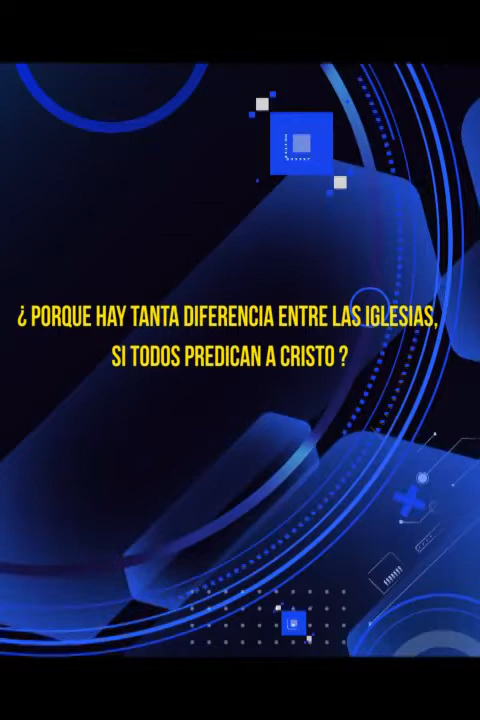 ¿ PORQUE HAY TANTA DIFERENCIA ENTRE LAS IGLESIAS,
SI TODOS PREDICAN A CRISTO ?